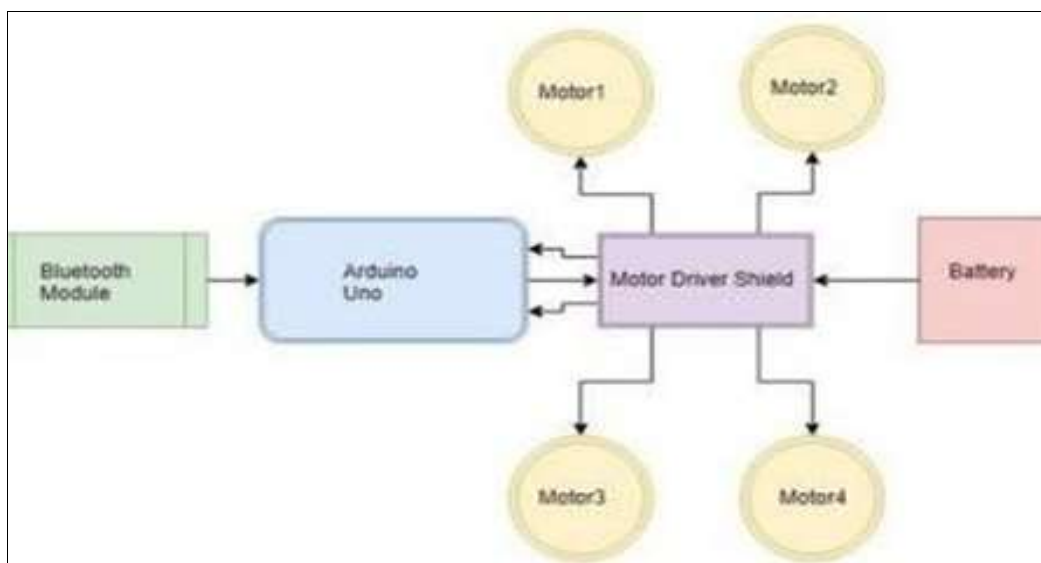 Motor1
Motor2
Bluetooth
Module
Arduino
Uno
Motor Driver Shield
Battery
Motor3
Motor4